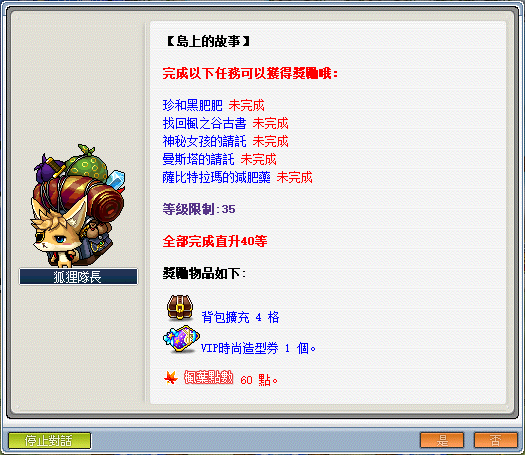 【島上的故事】
完成以下任務可以獲得獎勵哦:
珍和黑肥肥 未完成
找回楓之谷古書 未完成
神秘女孩的請託 未完成
曼斯塔的請託 未完成
薩比特拉瑪的減肥藥 未完成
等級限制:35
全部完成直升40等
獎勵物品如下:
背包擴充 4 格
VIP時尚造型券 1 個。
楓葉點數 60 點。
狐狸隊長
停止對話
是
否